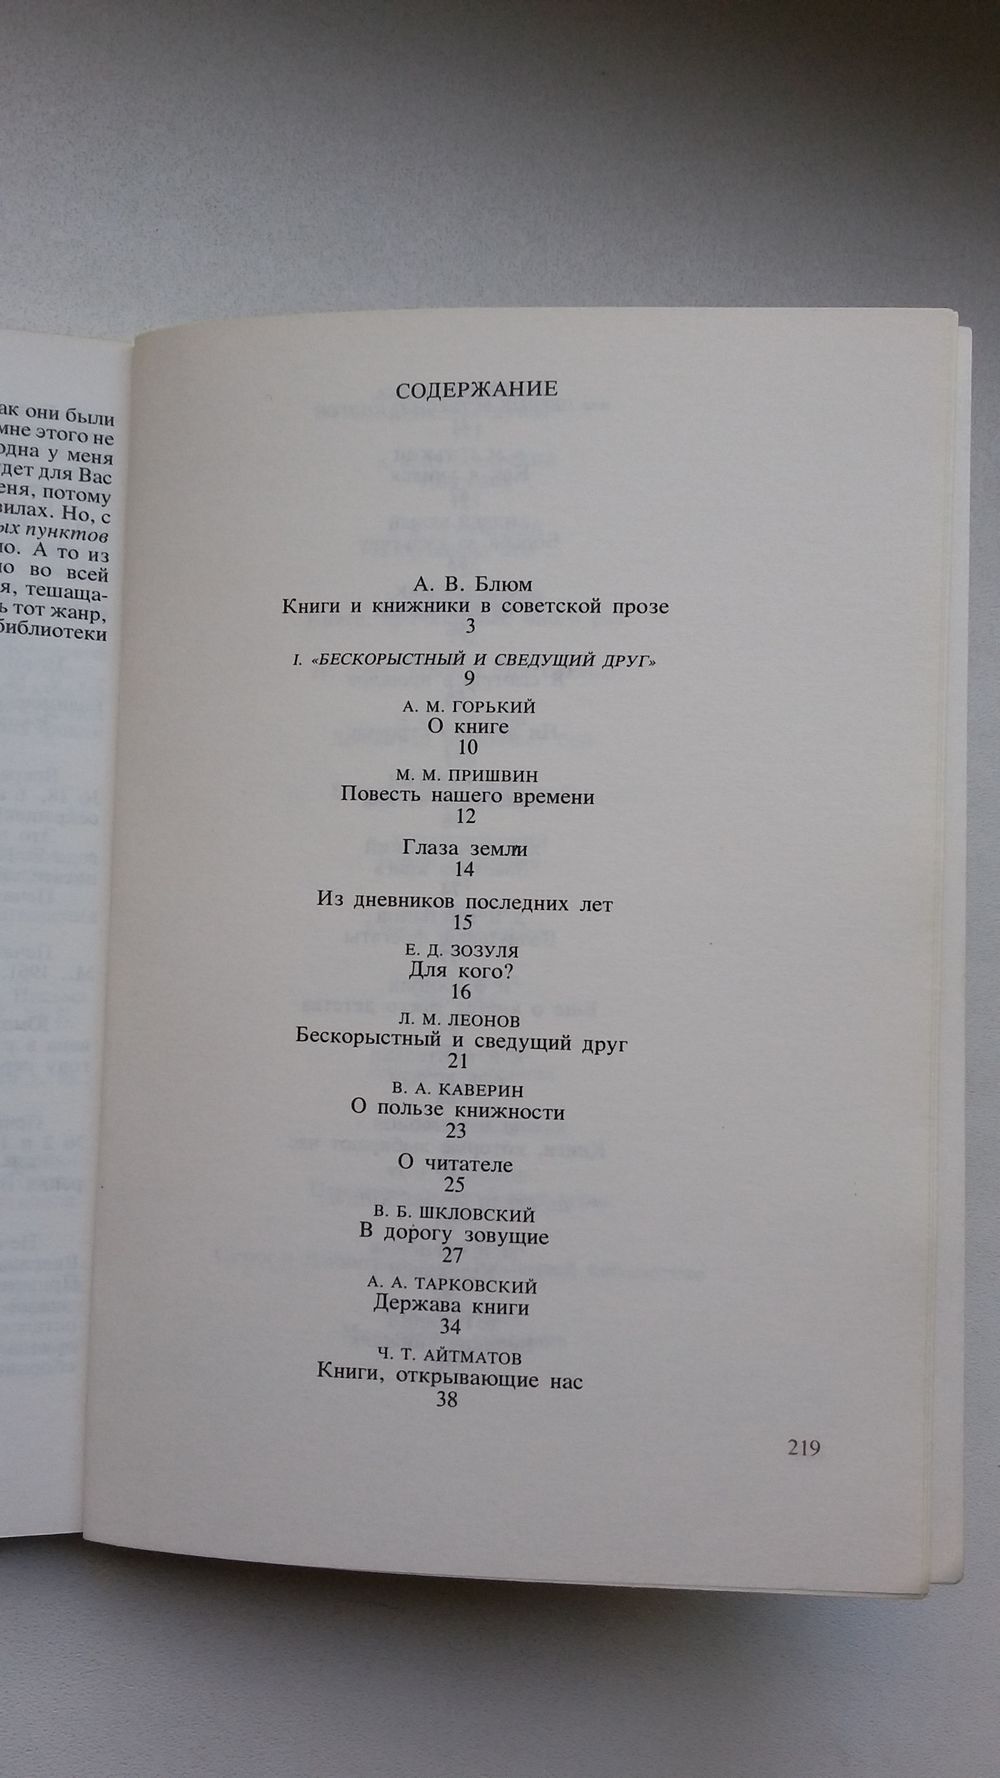 ак они были
мне этого не
одна у меня
дет для Вас
еня, потому
вилах. Но, с
ых пунктов
но. А то из
но во всей
я, тешаща-
ь тот жанр,
библиотеки
СОДЕРЖАНИЕ
А. В. Блюм
Книги и книжники в советской прозе
3
I. «БЕСКОРЫСТНЫЙ И СВЕДУЩИЙ ДРУГ»
9
А. М. ГОРЬКИЙ
О книге
10
М. М. ПРИШВИН
Повесть нашего времени
12
Глаза земли
14
Из дневников последних лет
15
Е. Д. ЗОЗУЛЯ
Для кого?
16
Л. М. ЛЕОНОВ
Бескорыстный и сведущий друг
21
В. А. КАВЕРИН
О пользе книжности
23
О читателе
25
В. Б. ШКЛОВСКИЙ
В дорогу зовущие
27
А. А. ТАРКОВСКИЙ
Держава книги
34
Ч. Т. АЙТМАТОВ
Книги, открывающие нас
38
219